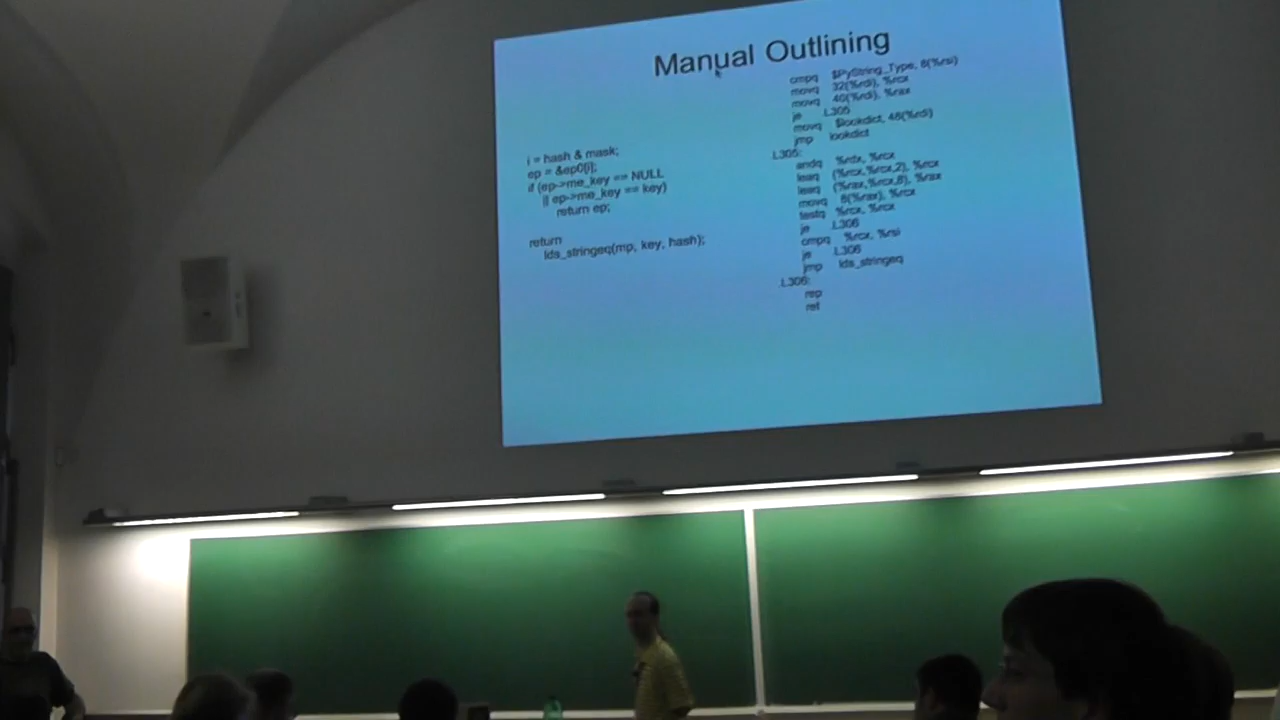 Manual Outlining
i = hash & mask;
ep = &ep0[i];
if (ep->me_key == NULL
|| ep->me_key == key)
return ep;
return
lds_stringeq(mp, key, hash);
cmpq $PyString_Type, 8(%rsi)
movq 32(%rdi), %rcx
movq 40(%rdi), %rax
je .L305
movq $lookdict, 48(%rdi)
jmp lookdict
.L305:
andq %rdx, %rcx
leaq (%rcx,%rcx,2), %rcx
leaq (%rax,%rcx,8), %rax
movq 8(%rax), %rcx
testq %rcx, %rcx
je .L306
cmpq %rcx, %rsi
je .L306
jmp lds_stringeq
.L306:
rep
ret